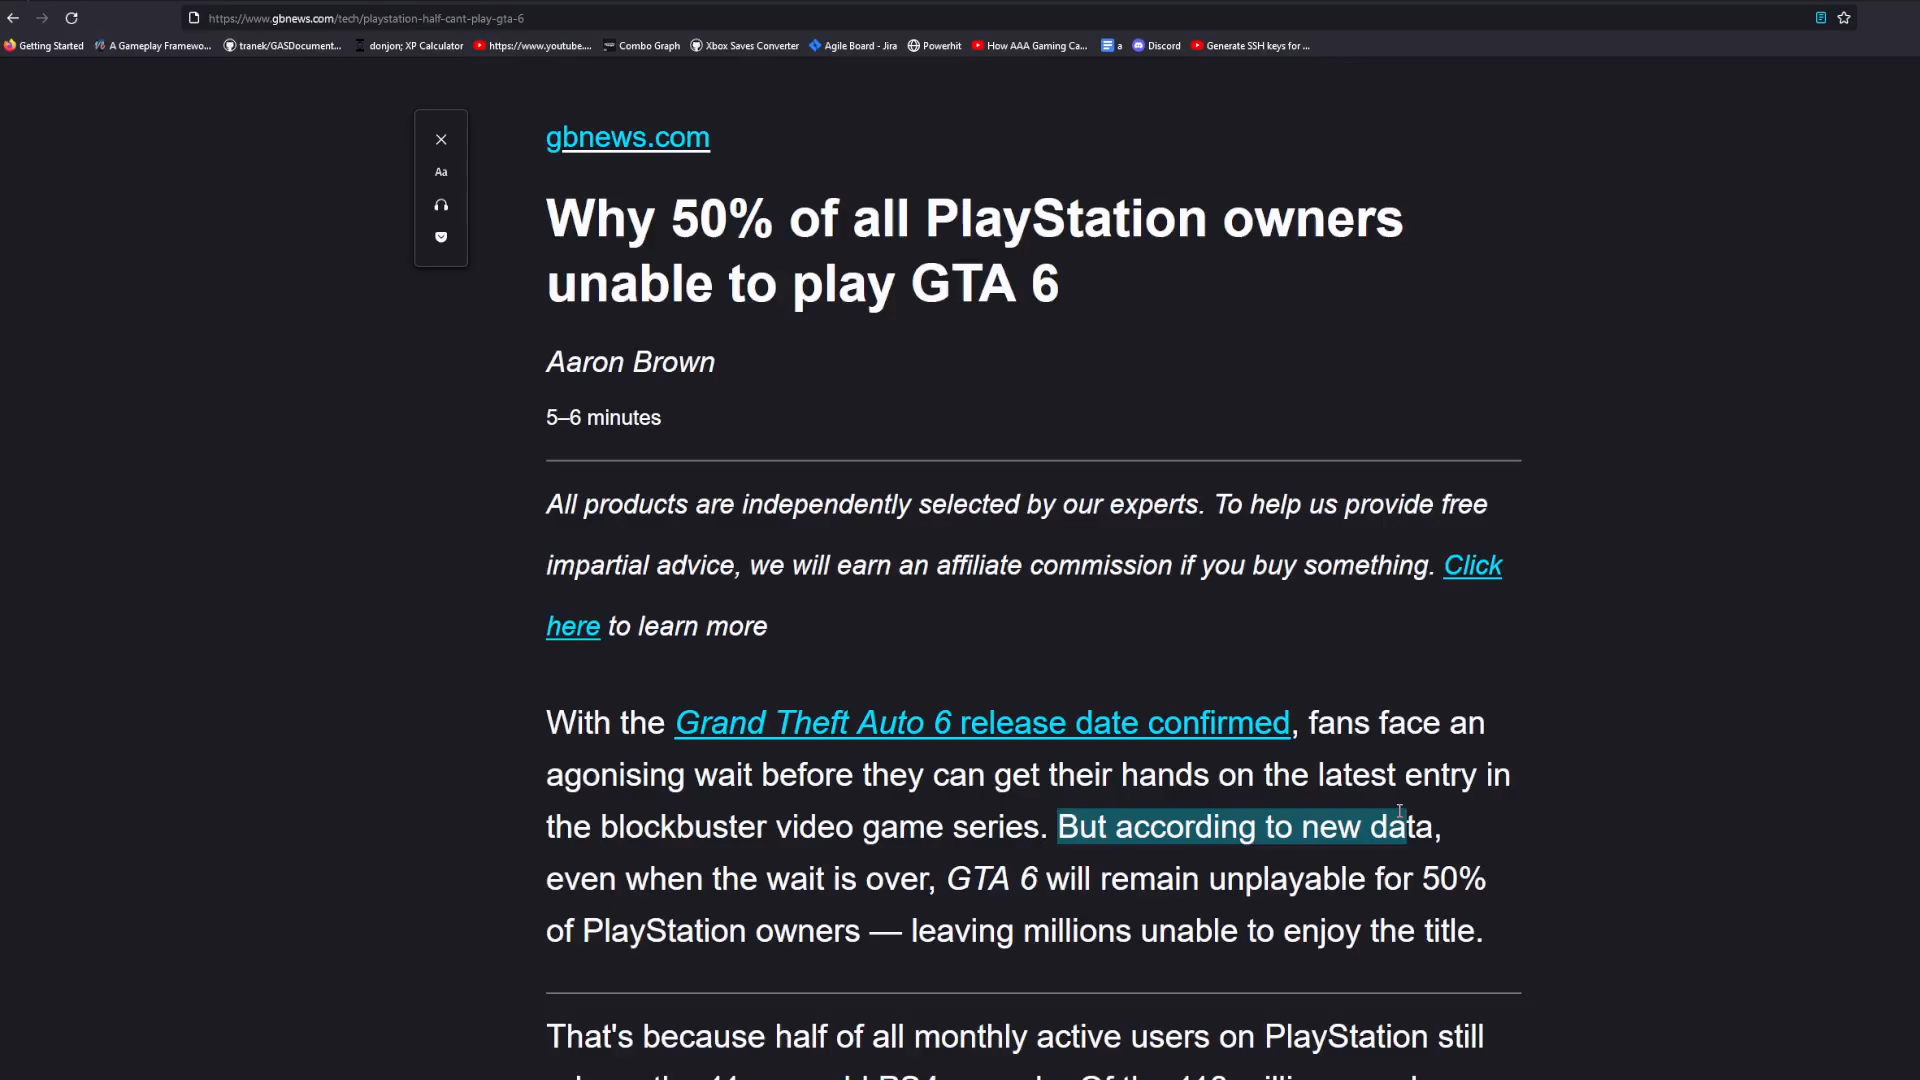 https://www.gbnews.com/tech/playstation-half-cant-play-gta-6
Getting Started
A Gameplay Framewo...
tranek/GASDocument...
donjon; XP Calculator
https://www.youtube....
Combo Graph
Xbox Saves Converter
Agile Board - Jira
Powerhit
How AAA Gaming Ca...
a
Discord
Generate SSH keys for ...
gbnews.com
Aa
Why 50% of all PlayStation owners
unable to play GTA 6
Aaron Brown
5–6 minutes
All products are independently selected by our experts. To help us provide free
impartial advice, we will earn an affiliate commission if you buy something. Click
here to learn more
With the Grand Theft Auto 6 release date confirmed, fans face an
agonising wait before they can get their hands on the latest entry in
the blockbuster video game series. But according to new data,
even when the wait is over, GTA 6 will remain unplayable for 50%
of PlayStation owners — leaving millions unable to enjoy the title.
That's because half of all monthly active users on PlayStation still